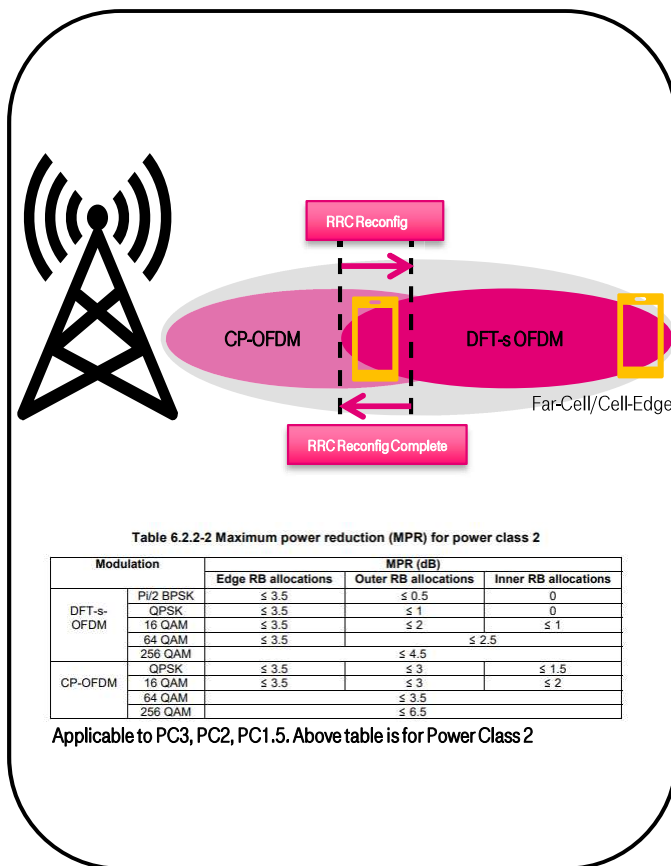 RRC Reconfig
CP-OFDM
DFT-s OFDM
Far-Cell/Cell-Edge
RRC Reconfig Complete
Table 6.2.2-2 Maximum power reduction (MPR) for power class 2
Modulation MPR (dB)
Edge RB allocations Outer RB allocations Inner RB allocations
DFT-s-OFDM Pi/2 BPSK ≤ 3.5 ≤ 0.5 0
QPSK ≤ 3.5 ≤ 1 0
16 QAM ≤ 3.5 ≤ 2 ≤ 1
64 QAM ≤ 3.5 ≤ 2.5
256 QAM ≤ 4.5
CP-OFDM QPSK ≤ 3.5 ≤ 3 ≤ 1.5
16 QAM ≤ 3.5 ≤ 3 ≤ 2
64 QAM ≤ 3.5
256 QAM ≤ 6.5
Applicable to PC3, PC2, PC1.5. Above table is for Power Class 2